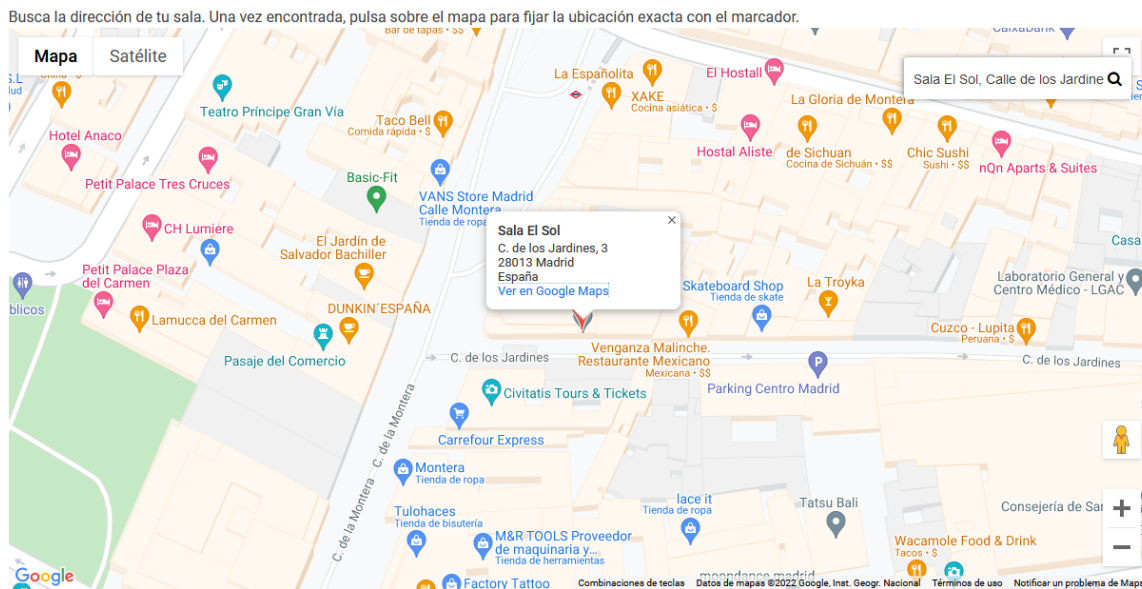 Busca la dirección de tu sala. Una vez encontrada, pulsa sobre el mapa para fijar la ubicación exacta con el marcador.
Bar de tapas • $$
CaixaBank
Mapa
Satélite
Sala El Sol, Calle de los Jardine
La Españolita
El Hostall
XAKE
Cocina asiática • $
La Gloria de Montera
Teatro Príncipe Gran Vía
Taco Bell
Comida rápida • $
Hotel Anaco
Hostal Aliste
de Sichuan
Cocina de Sichuán • $$
Chic Sushi
Sushi • $$
nQn Aparts & Suites
Petit Palace Tres Cruces
Basic-Fit
VANS Store Madrid
Calle Montera
Tienda de ropa
CH Lumiere
Sala El Sol
C. de los Jardines, 3
28013 Madrid
España
Ver en Google Maps
El Jardín de
Salvador Bachiller
Casa
Petit Palace Plaza
del Carmen
Skateboard Shop
Tienda de skate
La Troyka
Laboratorio General y
Centro Médico - LGAC
blicos
DUNKIN´ESPAÑA
Lamucca del Carmen
Cuzco - Lupita
Peruana • $
Venganza Malinche.
Restaurante Mexicano
Mexicana • $$
Pasaje del Comercio
C. de los Jardines
C. de los Jardines
Parking Centro Madrid
Civitatis Tours & Tickets
C. de la Montera
C. de la Montera
Carrefour Express
Montera
Tienda de ropa
Tulohaces
Tienda de bisutería
lace it
Tienda de ropa
Tatsu Bali
Consejería de Sa
M&R TOOLS Proveedor
de maquinaria y...
Tienda de herramientas
Wacamole Food & Drink
Tacos • $
Google
Factory Tattoo
moondance madrid
Combinaciones de teclas
Datos de mapas ©2022 Google, Inst. Geogr. Nacional
Términos de uso
Notificar un problema de Maps